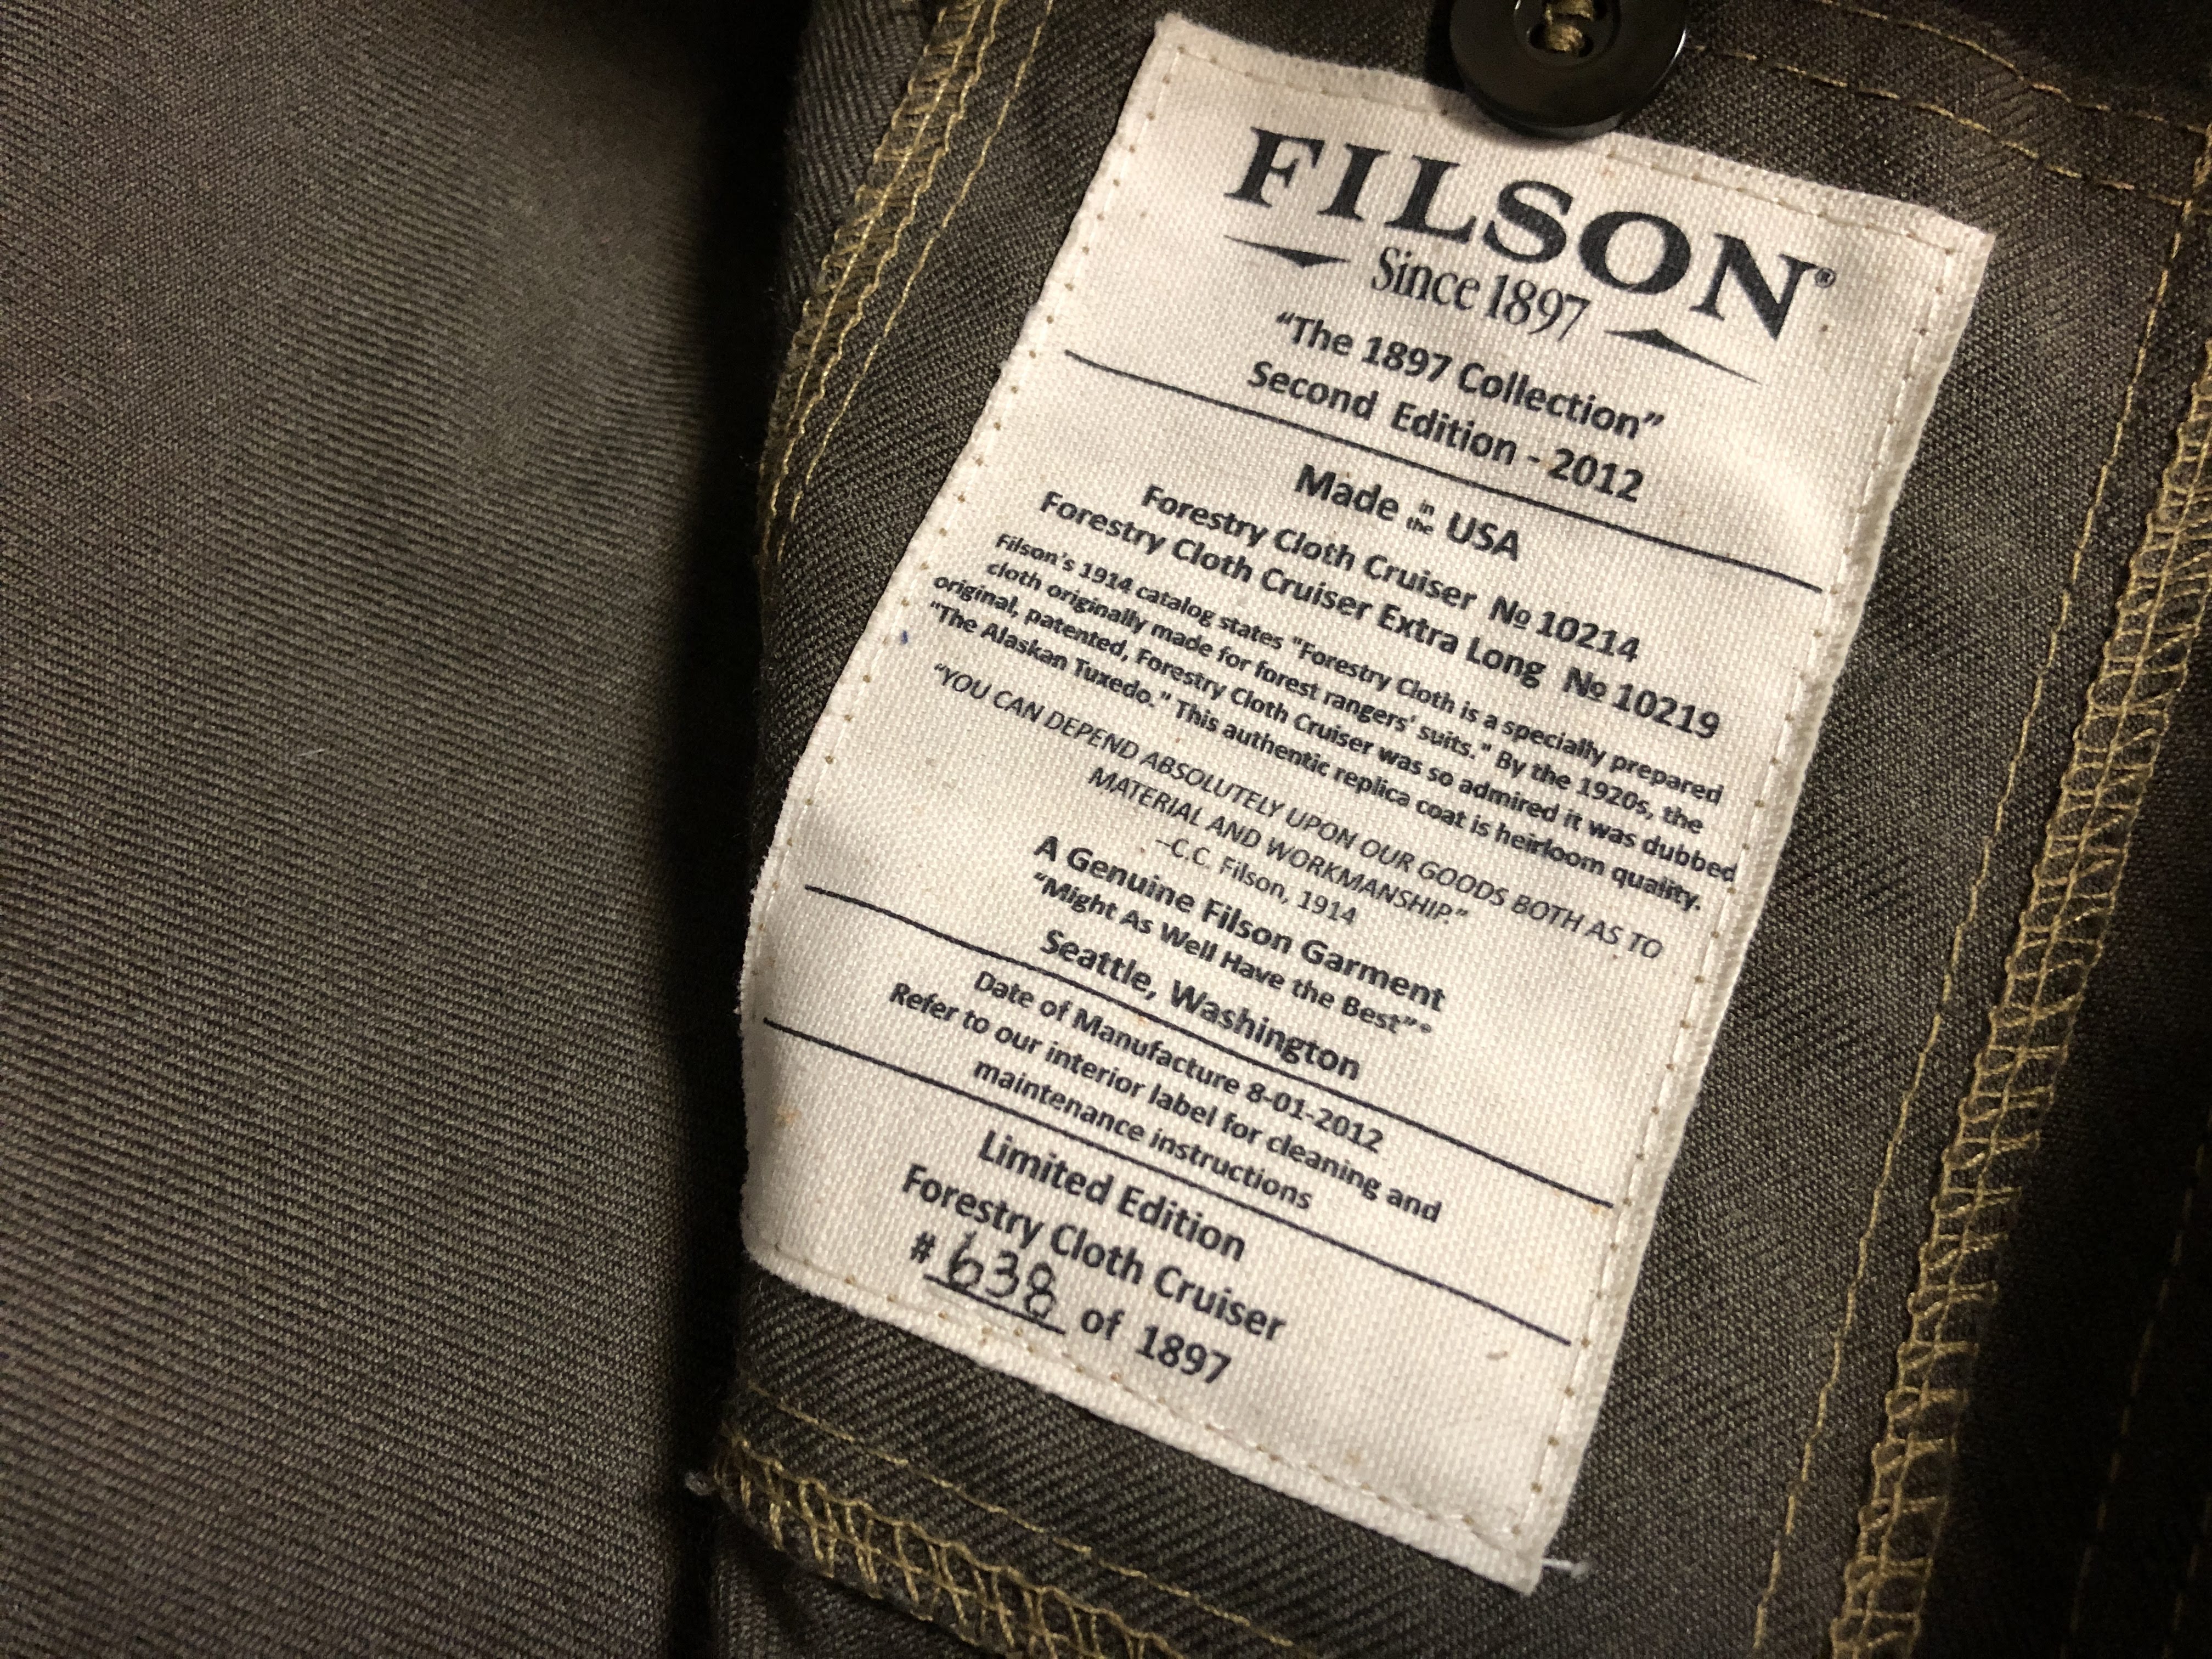 FILSON®
Since 1897
“The 1897 Collection”
Second Edition - 2012
Made in the USA
Forestry Cloth Cruiser № 10214
Forestry Cloth Cruiser Extra Long № 10219
Filson's 1914 catalog states "Forestry Cloth is a specially prepared
cloth originally made for forest rangers' suits." By the 1920s, the
original, patented, Forestry Cloth Cruiser was so admired it was dubbed
"The Alaskan Tuxedo." This authentic replica coat is heirloom quality.
“YOU CAN DEPEND ABSOLUTELY UPON OUR GOODS BOTH AS TO
MATERIAL AND WORKMANSHIP.”
–C.C. Filson, 1914
A Genuine Filson Garment
“Might As Well Have the Best”®
Seattle, Washington
Date of Manufacture 8-01-2012
Refer to our interior label for cleaning and
maintenance instructions
Limited Edition
Forestry Cloth Cruiser
# 638 of 1897